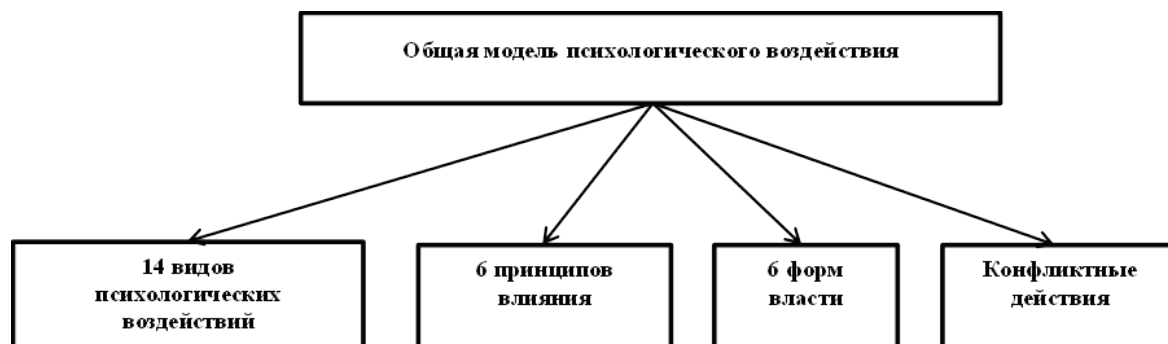 Общая модель психологического воздействия
14 видов
психологических
воздействий
6 принципов
влияния
6 форм
власти
Конфликтные
действия